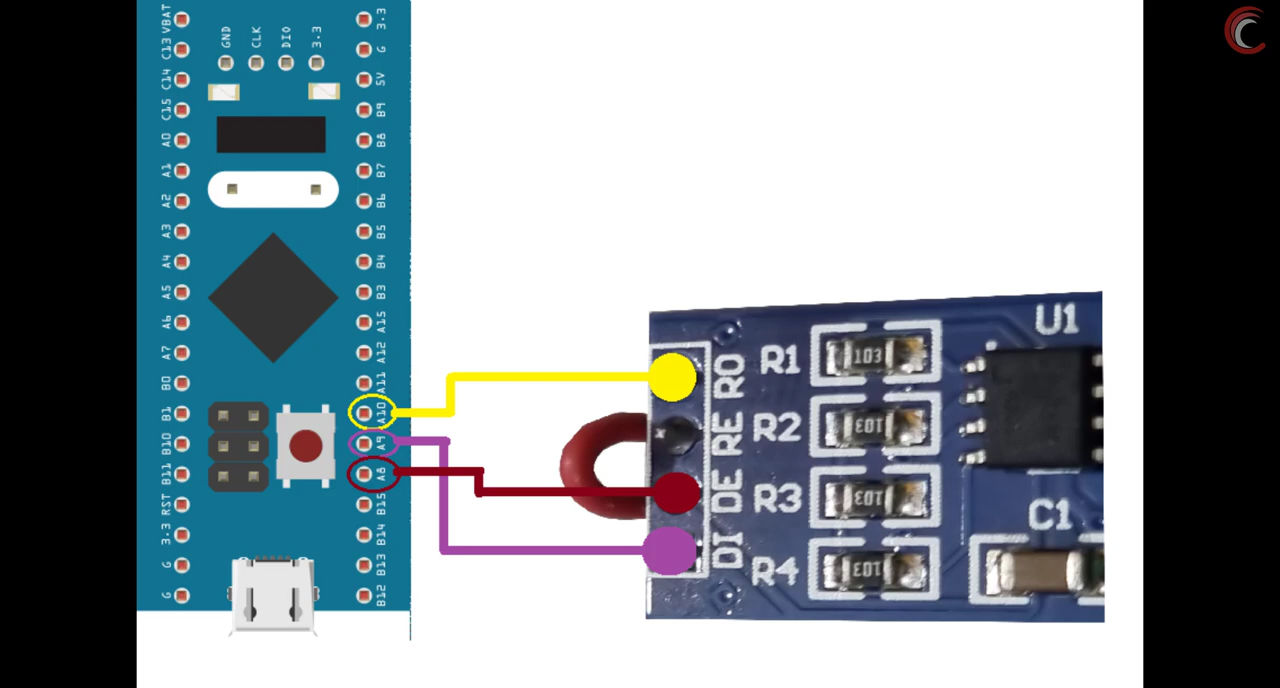 VBAT
C13
C14
C15
A0
A1
A2
A3
A4
A5
A6
A7
B0
B1
B10
B11
RST
3.3
G
G
GND
CLK
DIO
3.3
3.3
G
5V
B9
B8
B7
B6
B5
B4
B3
A15
A12
A11
A10
A9
A8
B15
B14
B13
B12
RO
RE
DE
DI
R1
R2
R3
R4
103
103
103
103
U1
C1